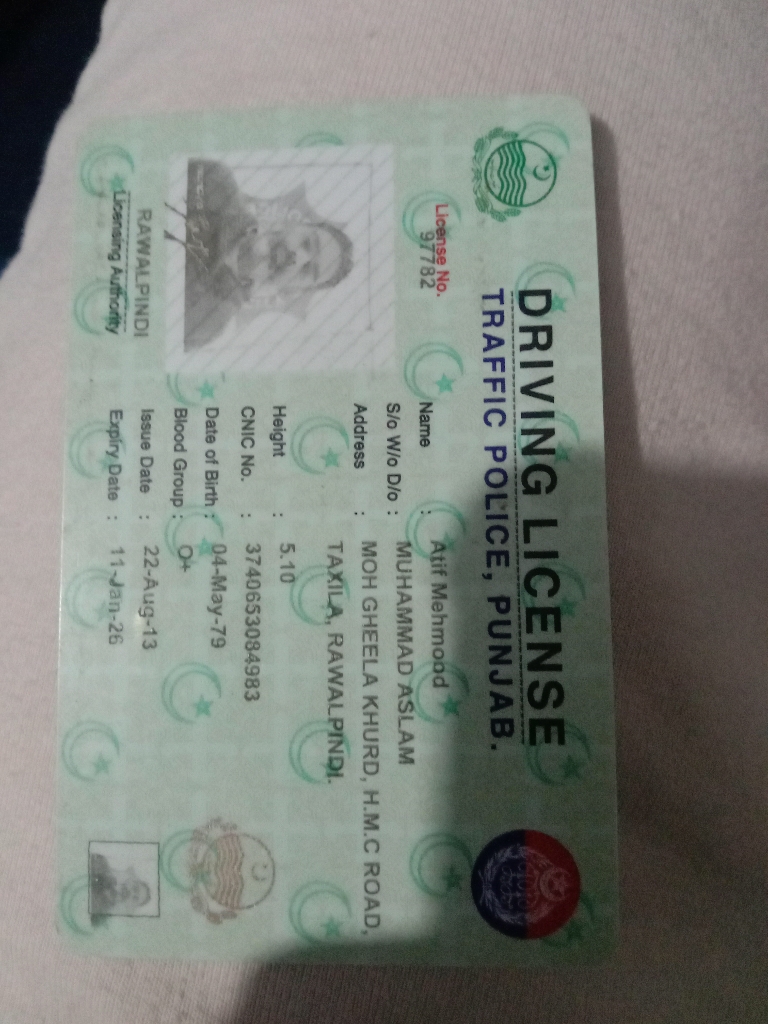 DRIVING LICENSE
TRAFFIC POLICE, PUNJAB.
License No.
97782
Name : Atif Mehmood
S/o W/o D/o : MUHAMMAD ASLAM
Address : MOH GHEELA KHURD, H.M.C ROAD,
TAXILA, RAWALPINDI.
Height : 5.10
CNIC No. : 3740653084983
Date of Birth : 04-May-79
Blood Group : O+
Issue Date : 22-Aug-13
Expiry Date : 11-Jan-26
RAWALPINDI
Licensing Authority